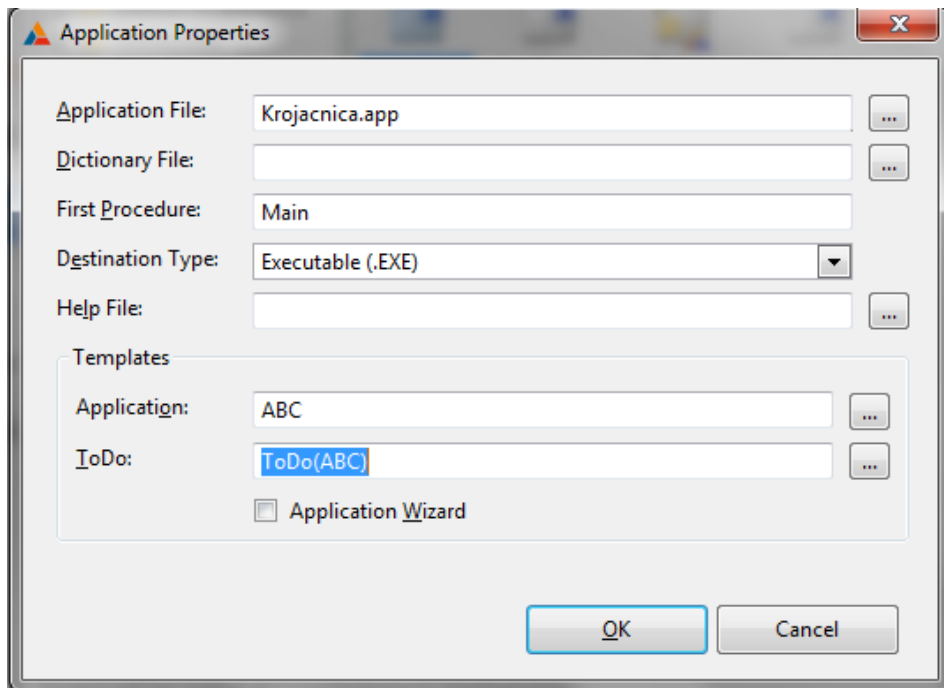 Application Properties
Application File: Krojacnica.app ...
Dictionary File: ...
First Procedure: Main
Destination Type: Executable (.EXE)
Help File: ...
Templates
Application: ABC ...
ToDo: ToDo(ABC) ...
Application Wizard
OK Cancel